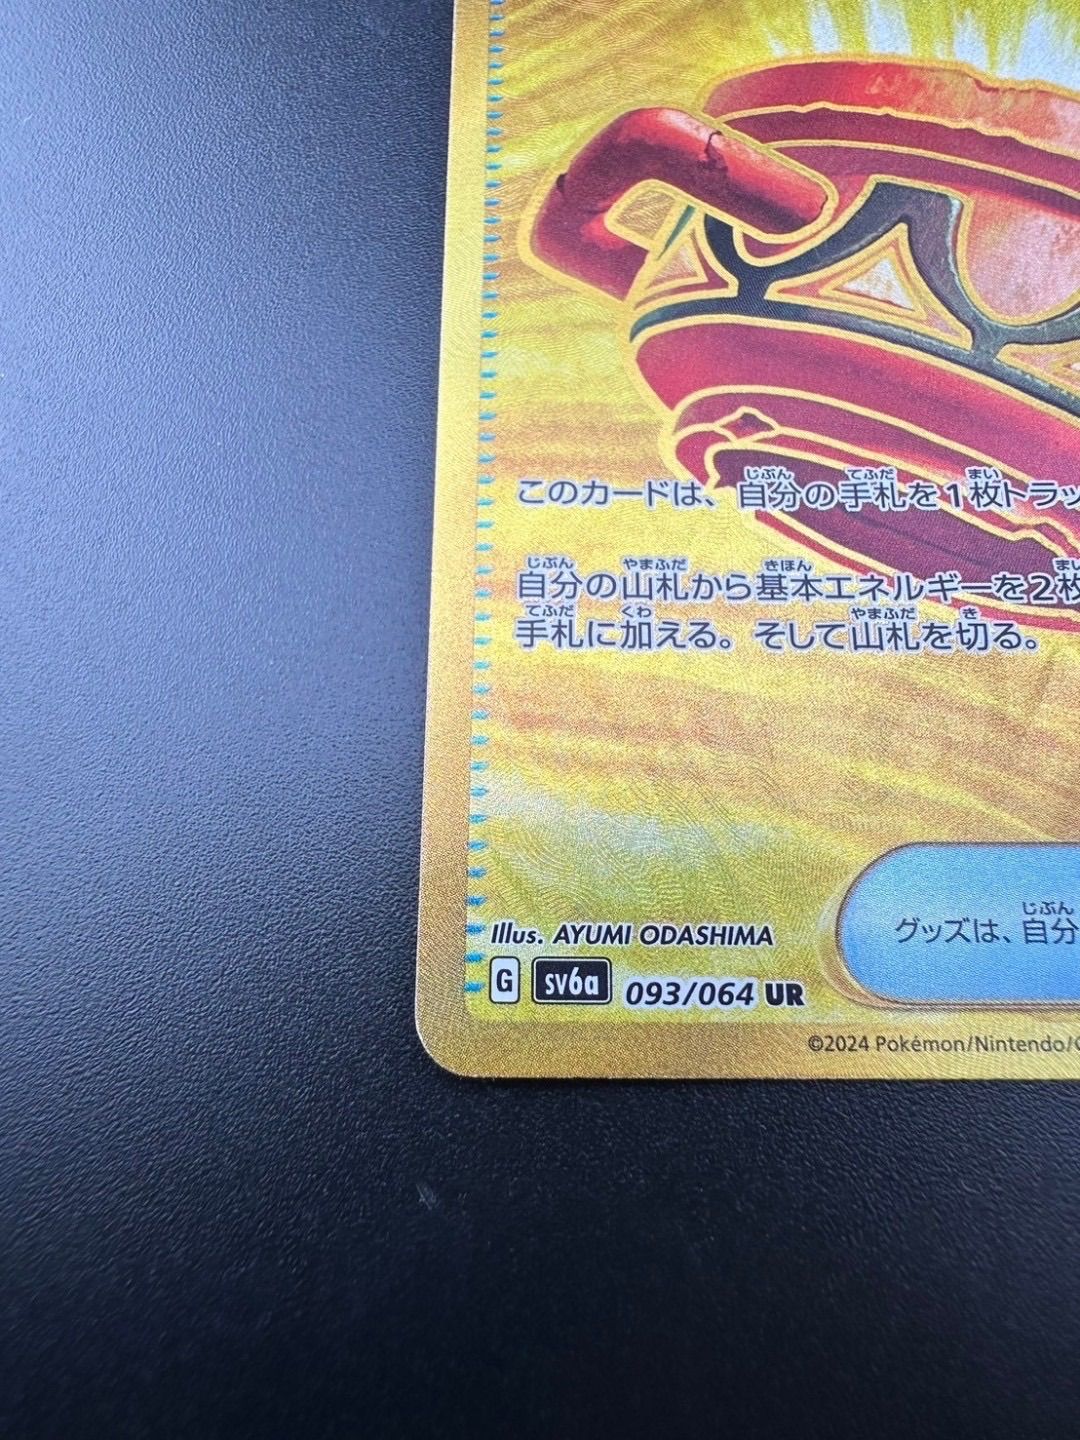 このカードは、自分の手札を1枚トラッ
自分の山札から基本エネルギーを2枚
手札に加える。そして山札を切る。
グッズは、自分
Illus. AYUMI ODASHIMA
G sv6a 093/064 UR
©2024 Pokémon/Nintendo/